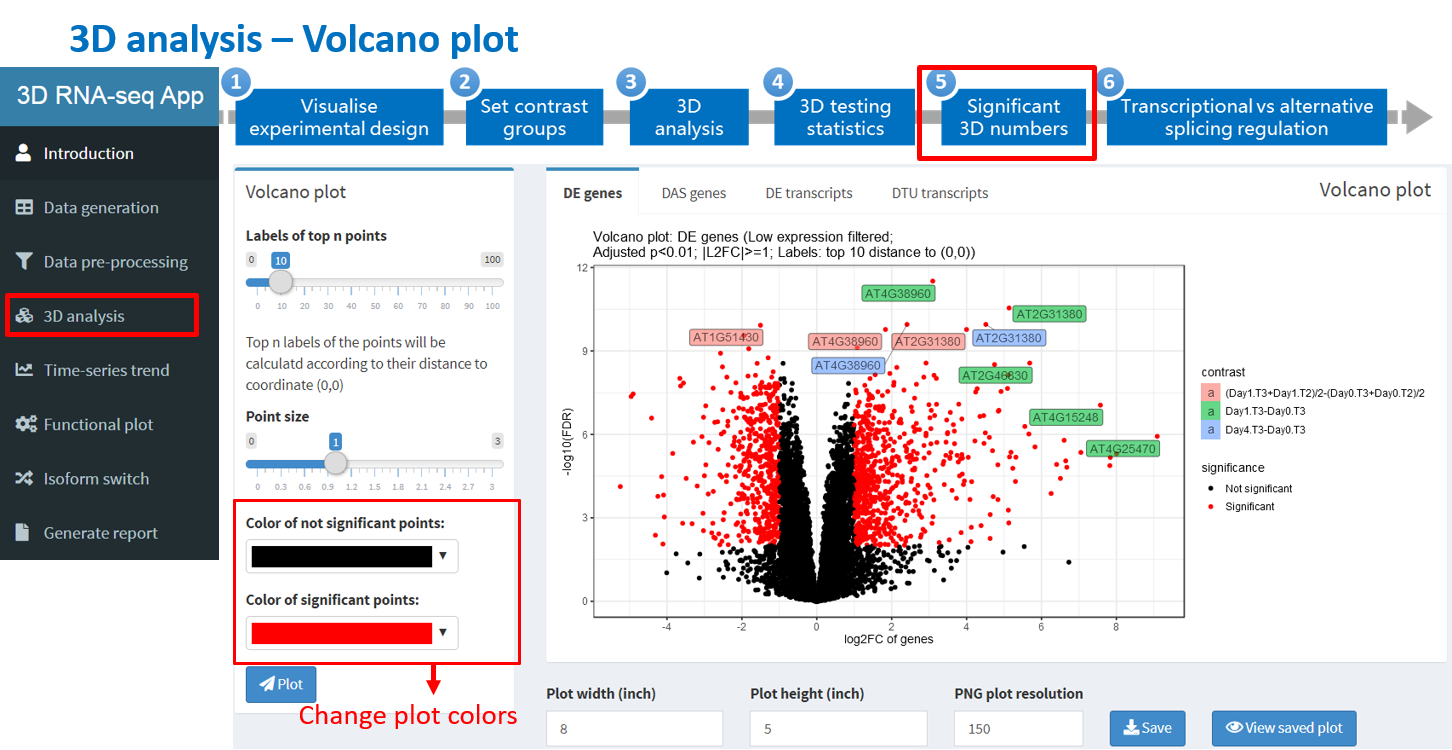 3D analysis – Volcano plot
3D RNA-seq App
Introduction
Data generation
Data pre-processing
3D analysis
Time-series trend
Functional plot
Isoform switch
Generate report
1
Visualise
experimental design
2
Set contrast
groups
3
3D
analysis
4
3D testing
statistics
5
Significant
3D numbers
6
Transcriptional vs alternative
splicing regulation
Volcano plot
Labels of top n points
0 10 100
0 10 20 30 40 50 60 70 80 90 100
Top n labels of the points will be
calculatd according to their distance to
coordinate (0,0)
Point size
0 1 3
0 0.3 0.6 0.9 1.2 1.5 1.8 2.1 2.4 2.7 3
Color of not significant points:
Color of significant points:
Plot
Change plot colors
DE genes DAS genes DE transcripts DTU transcripts Volcano plot
Volcano plot: DE genes (Low expression filtered;
Adjusted p<0.01; |L2FC|>=1; Labels: top 10 distance to (0,0))
12
9
6
3
0
-log10(FDR)
AT4G38960
AT2G31380
AT1G51430
AT4G38960
AT2G31380
AT2G31380
AT4G38960
AT2G46830
AT4G15248
AT4G25470
-4 -2 0 2 4 6 8
log2FC of genes
contrast
a (Day1.T3+Day1.T2)/2-(Day0.T3+Day0.T2)/2
a Day1.T3-Day0.T3
a Day4.T3-Day0.T3
significance
Not significant
Significant
Plot width (inch) Plot height (inch) PNG plot resolution
8 5 150 Save View saved plot